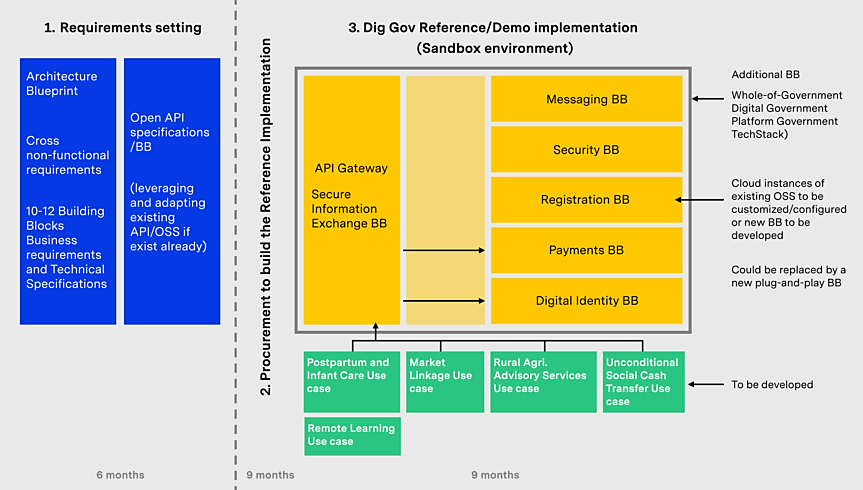 1. Requirements setting
Architecture
Blueprint
Cross
non-functional
requirements
10-12 Building
Blocks
Business
requirements
and Technical
Specifications
Open API
specifications
/BB
(leveraging
and adapting
existing
API/OSS if
exist already)
6 months
2. Procurement to build the Reference Implementation
9 months
3. Dig Gov Reference/Demo implementation
(Sandbox environment)
API Gateway
Secure
Information
Exchange BB
Messaging BB
Security BB
Registration BB
Payments BB
Digital Identity BB
Additional BB
Whole-of-Government
Digital Government
Platform Government
TechStack)
Cloud instances of
existing OSS to be
customized/configured
or new BB to be
developed
Could be replaced by a
new plug-and-play BB
Postpartum and
Infant Care Use
case
Market
Linkage Use
case
Rural Agri.
Advisory Services
Use case
Unconditional
Social Cash
Transfer Use
case
To be developed
Remote Learning
Use case
9 months